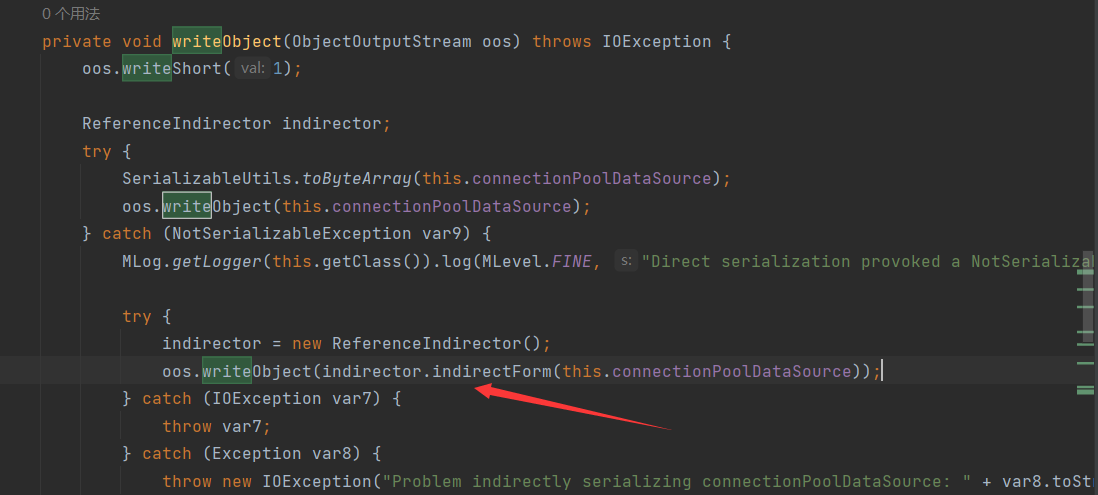 0 个用法
private void writeObject(ObjectOutputStream oos) throws IOException {
oos.writeShort( val: 1);
ReferenceIndirector indirector;
try {
SerializableUtils.toByteArray(this.connectionPoolDataSource);
oos.writeObject(this.connectionPoolDataSource);
} catch (NotSerializableException var9) {
MLog.getLogger(this.getClass()).log(MLevel.FINE, s: "Direct serialization provoked a NotSerializa
try {
indirector = new ReferenceIndirector();
oos.writeObject(indirector.indirectForm(this.connectionPoolDataSource));
} catch (IOException var7) {
throw var7;
} catch (Exception var8) {
throw new IOException("Problem indirectly serializing connectionPoolDataSource: " + var8.toSt